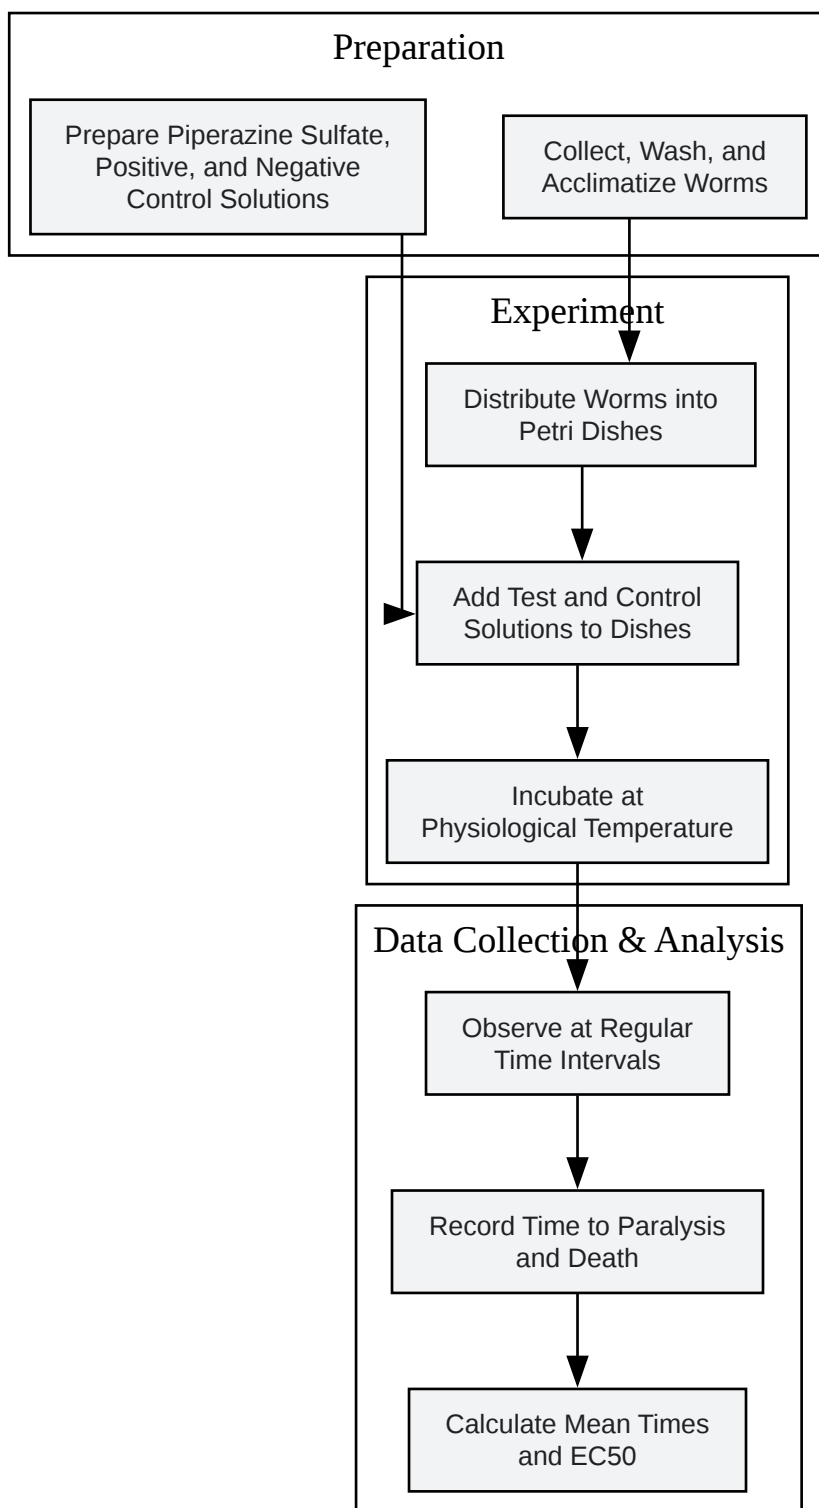 Preparation
Prepare Piperazine Sulfate,
Positive, and Negative
Control Solutions
Collect, Wash, and
Acclimatize Worms
Experiment
Distribute Worms into
Petri Dishes
Add Test and Control
Solutions to Dishes
Incubate at
Physiological Temperature
Data Collection & Analysis
Observe at Regular
Time Intervals
Record Time to Paralysis
and Death
Calculate Mean Times
and EC50